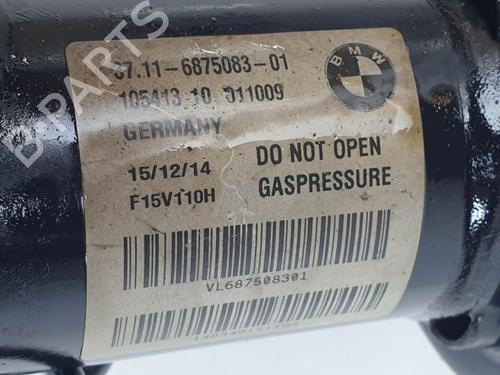 37.11-6875083-01
105413 10 011009
GERMANY
15/12/14
F15V110H
DO NOT OPEN
GASPRESSURE
BMW
VL687508301
B-PARTS